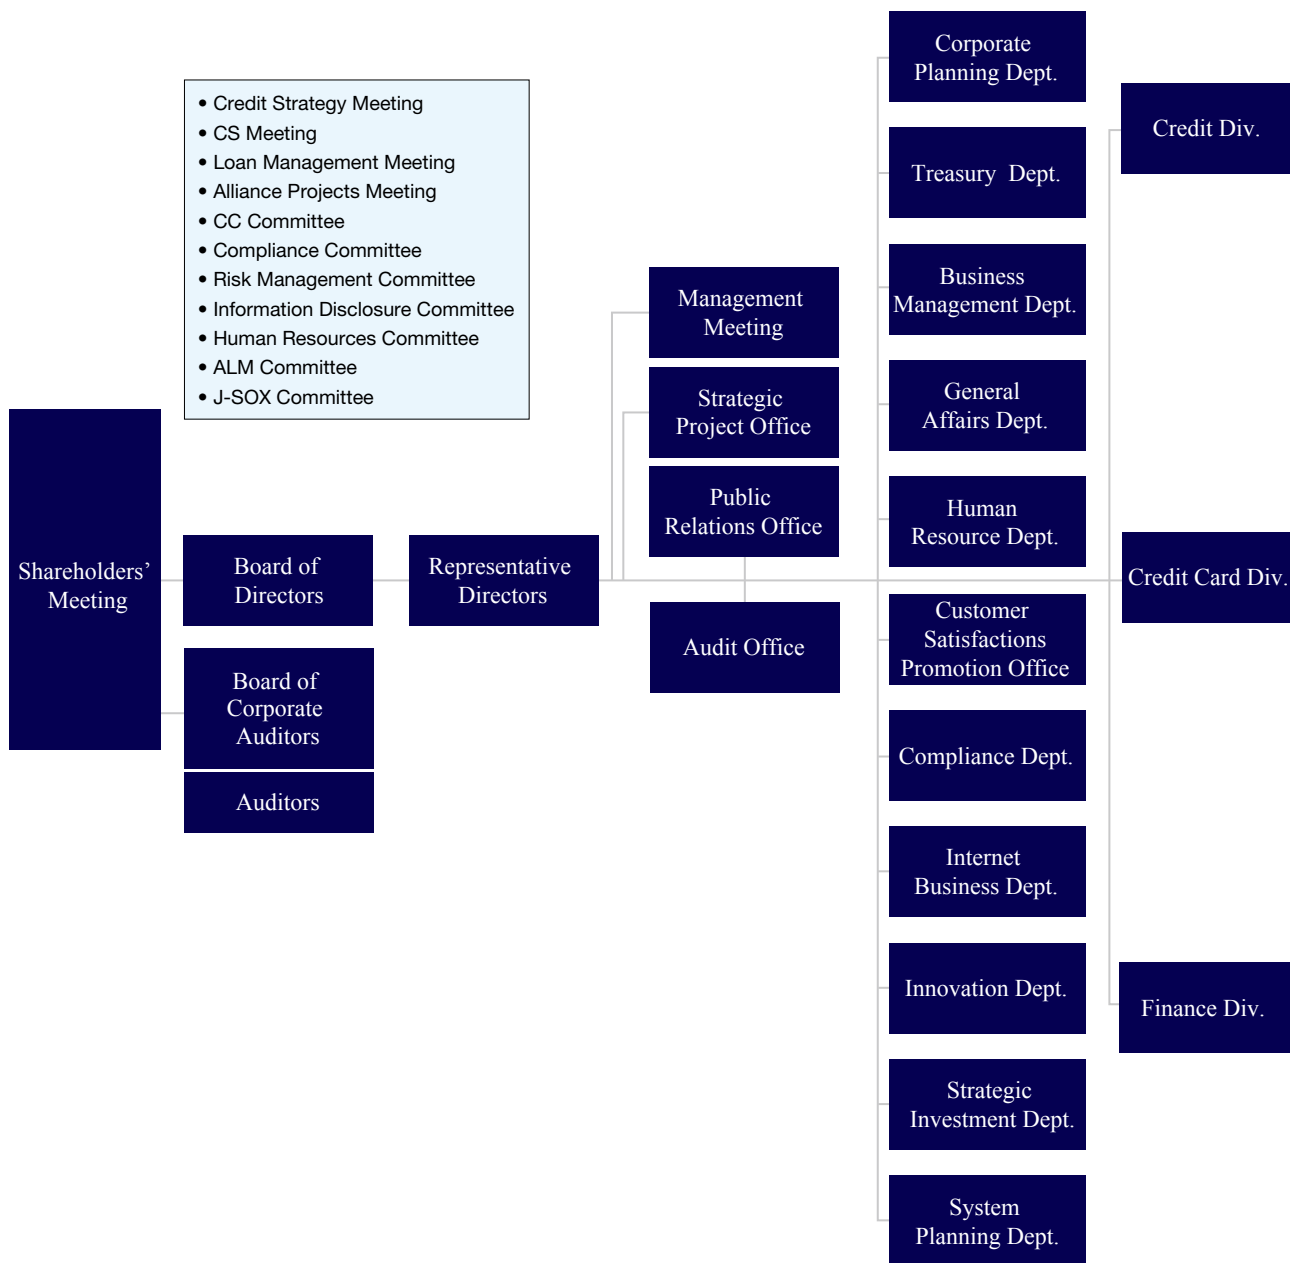 • Credit Strategy Meeting
• CS Meeting
• Loan Management Meeting
• Alliance Projects Meeting
• CC Committee
• Compliance Committee
• Risk Management Committee
• Information Disclosure Committee
• Human Resources Committee
• ALM Committee
• J-SOX Committee
Shareholders’
Meeting
Board of
Directors
Board of
Corporate
Auditors
Auditors
Representative
Directors
Management
Meeting
Strategic
Project Office
Public
Relations Office
Audit Office
Corporate
Planning Dept.
Treasury Dept.
Business
Management Dept.
General
Affairs Dept.
Human
Resource Dept.
Customer
Satisfactions
Promotion Office
Compliance Dept.
Internet
Business Dept.
Innovation Dept.
Strategic
Investment Dept.
System
Planning Dept.
Credit Div.
Credit Card Div.
Finance Div.